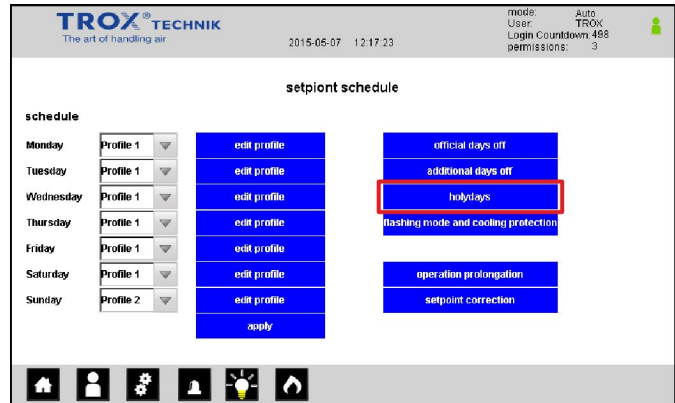 TROX® TECHNIK
The art of handling air
2015-05-07 12:17:23
mode: Auto
User: TROX
Login Countdown: 498
permissions: 3
setpiont schedule
schedule
Monday Profile 1 edit profile official days off
Tuesday Profile 1 edit profile additional days off
Wednesday Profile 1 edit profile holydays
Thursday Profile 1 edit profile flashing mode and cooling protection
Friday Profile 1 edit profile
Saturday Profile 1 edit profile operation prolongation
Sunday Profile 2 edit profile setpoint correction
apply